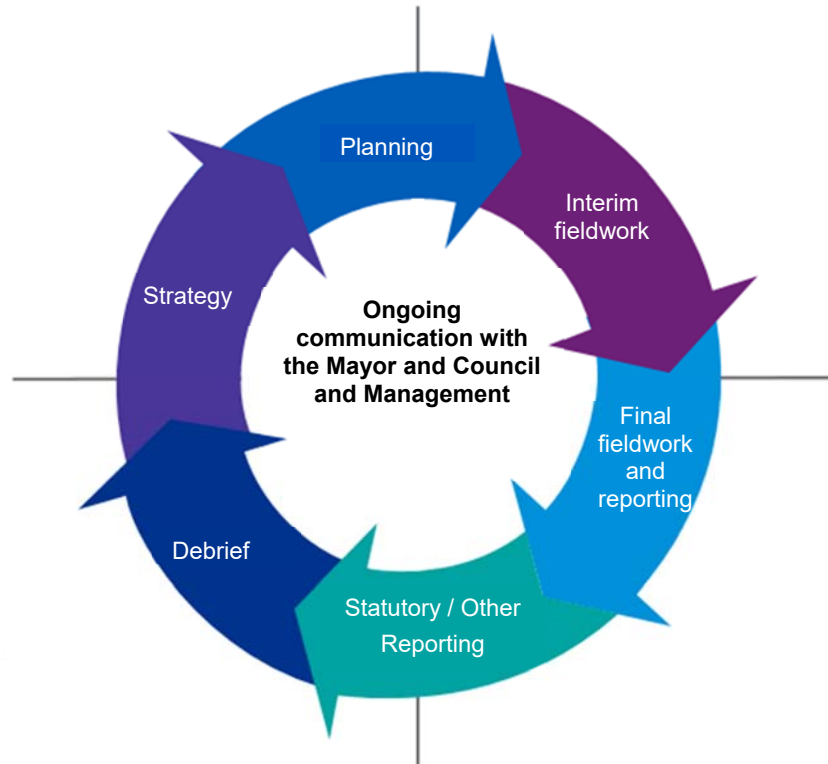 Planning
Interim
fieldwork
Strategy
Ongoing
communication with
the Mayor and Council
and Management
Final
fieldwork
and
reporting
Debrief
Statutory / Other
Reporting